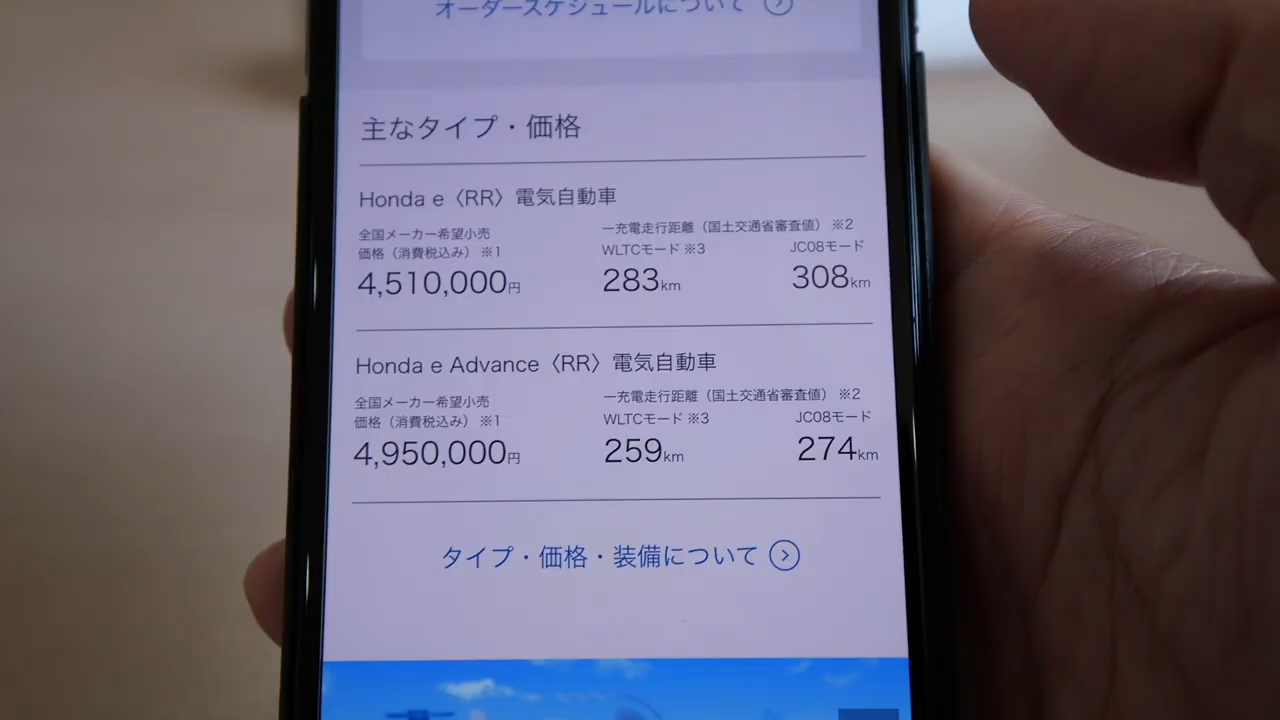 オーダースケジュールについて
主なタイプ・価格
Honda e〈RR〉電気自動車
全国メーカー希望小売
価格（消費税込み）※1
4,510,000円
一充電走行距離（国土交通省審査値）※2
WLTCモード※3 JC08モード
283km 308km
Honda e Advance〈RR〉電気自動車
全国メーカー希望小売
価格（消費税込み）※1
4,950,000円
一充電走行距離（国土交通省審査値）※2
WLTCモード※3 JC08モード
259km 274km
タイプ・価格・装備について